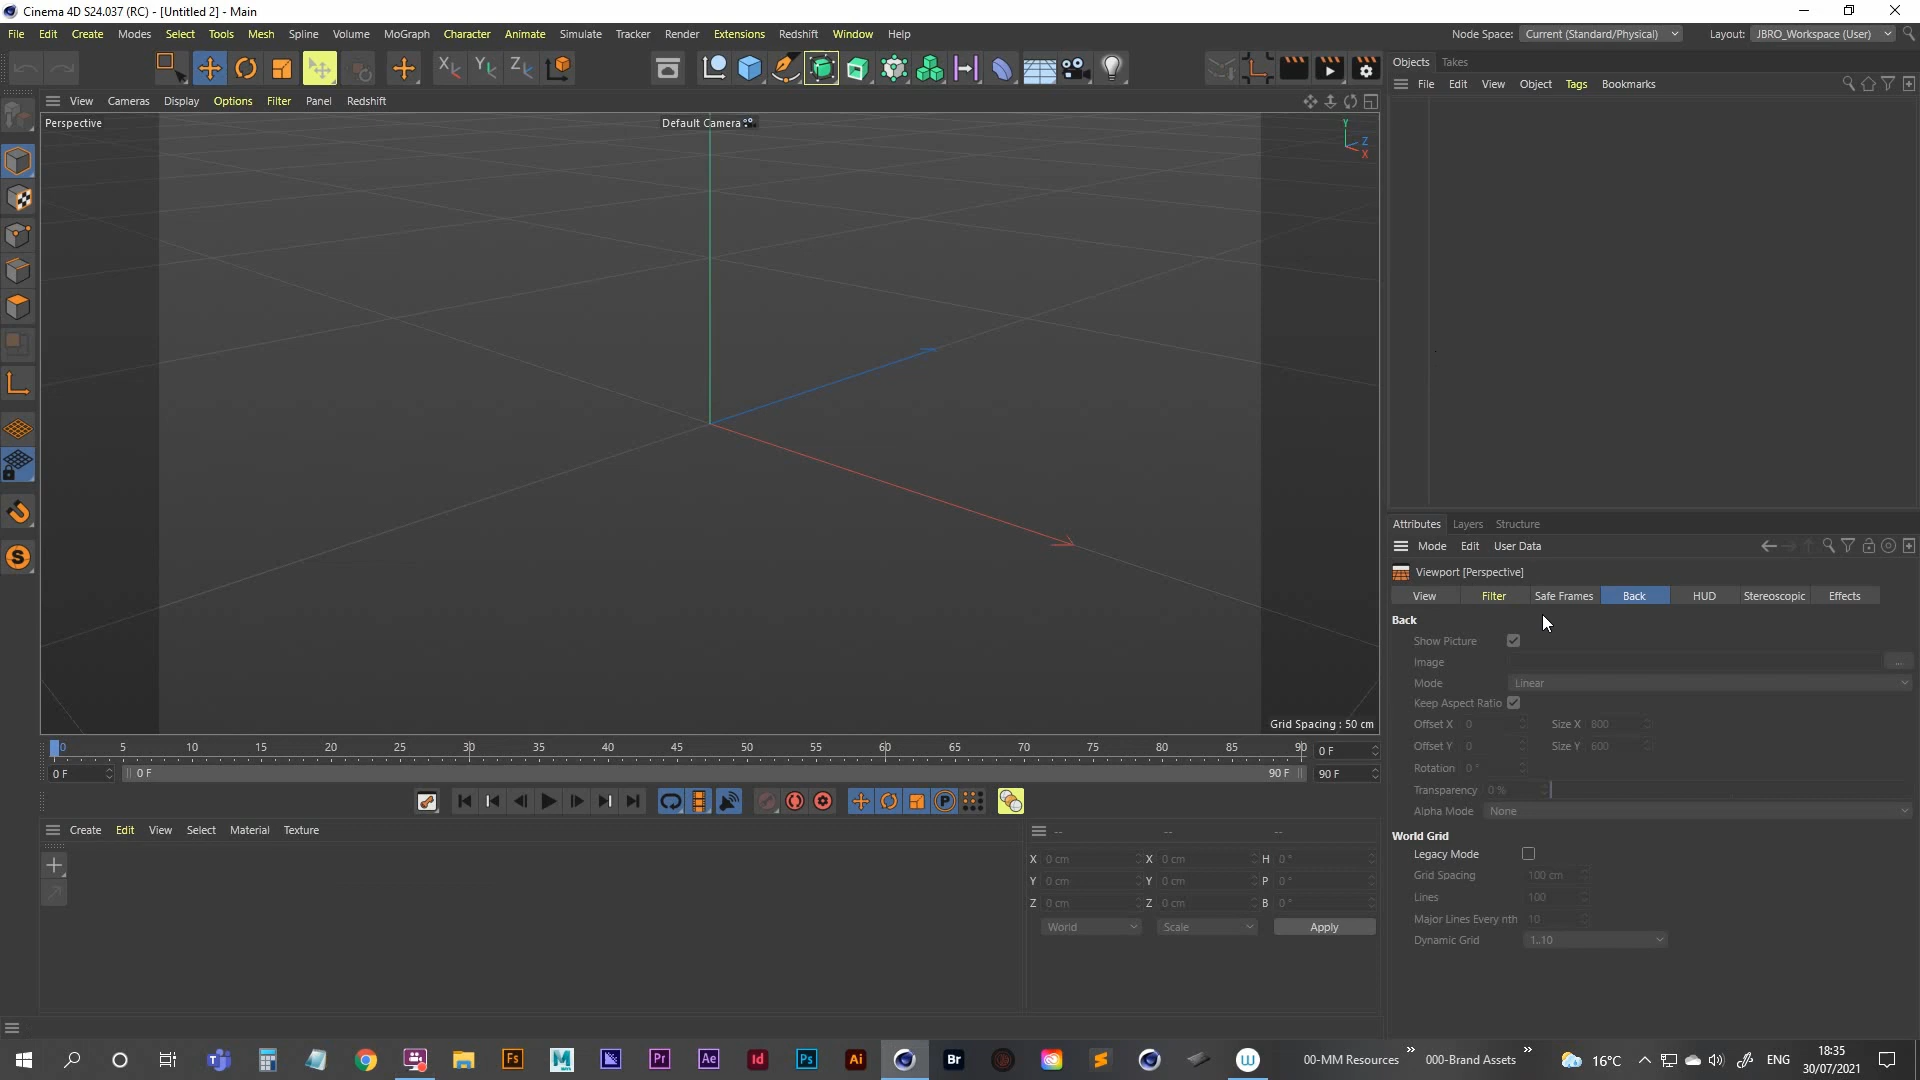 Cinema 4D S24.037 (RC) - [Untitled 2] - Main
File Edit Create Modes Select Tools Mesh Spline Volume MoGraph Character Animate Simulate Tracker Render Extensions Redshift Window Help
Node Space: Current (Standard/Physical) Layout: JBRO_Workspace (User)
X Y Z
Objects Takes
File Edit View Object Tags Bookmarks
View Cameras Display Options Filter Panel Redshift
Perspective
Default Camera
Y
Z
X
Grid Spacing : 50 cm
Attributes Layers Structure
Mode Edit User Data
Viewport [Perspective]
View Filter Safe Frames Back HUD Stereoscopic Effects
Back
Show Picture
Image ...
Mode Linear
Keep Aspect Ratio
Offset X 0 Size X 800
Offset Y 0 Size Y 600
Rotation 0 °
Transparency 0 %
Alpha Mode None
World Grid
Legacy Mode
Grid Spacing 100 cm
Lines 100
Major Lines Every nth 10
Dynamic Grid 1..10
0 5 10 15 20 25 30 35 40 45 50 55 60 65 70 75 80 85 90 0 F
0 F 0 F 90 F 90 F
P
Create Edit View Select Material Texture
-- -- --
X 0 cm X 0 cm H 0 °
Y 0 cm Y 0 cm P 0 °
Z 0 cm Z 0 cm B 0 °
World Scale Apply
S
Fs Pr Ae Id Ps Ai Br W
00-MM Resources » 000-Brand Assets » 16°C ENG
18:35
30/07/2021